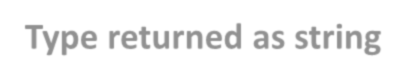 Type returned as string